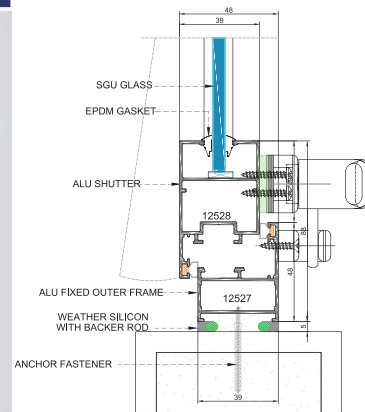 48
39
SGU GLASS
EPDM GASKET
ALU SHUTTER
12528
88
48
ALU FIXED OUTER FRAME
12527
WEATHER SILICON
WITH BACKER ROD
5
ANCHOR FASTENER
39